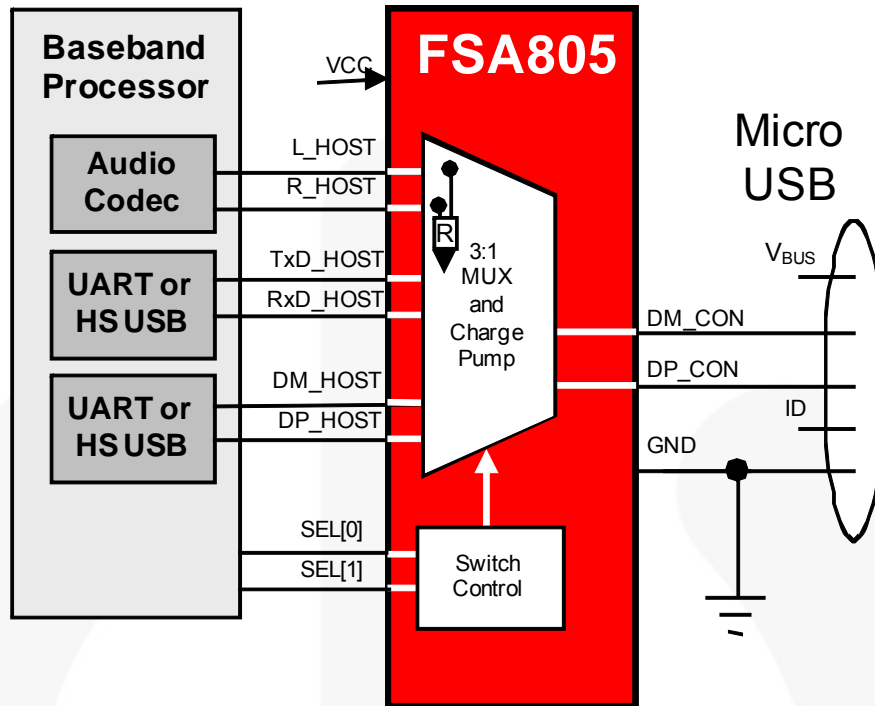 Baseband
Processor
Audio
Codec
UART or
HS USB
UART or
HS USB
VCC
L_HOST
R_HOST
TxD_HOST
RxD_HOST
DM_HOST
DP_HOST
SEL[0]
SEL[1]
FSA805
R
3:1
MUX
and
Charge
Pump
Switch
Control
DM_CON
DP_CON
GND
Micro
USB
VBUS
ID